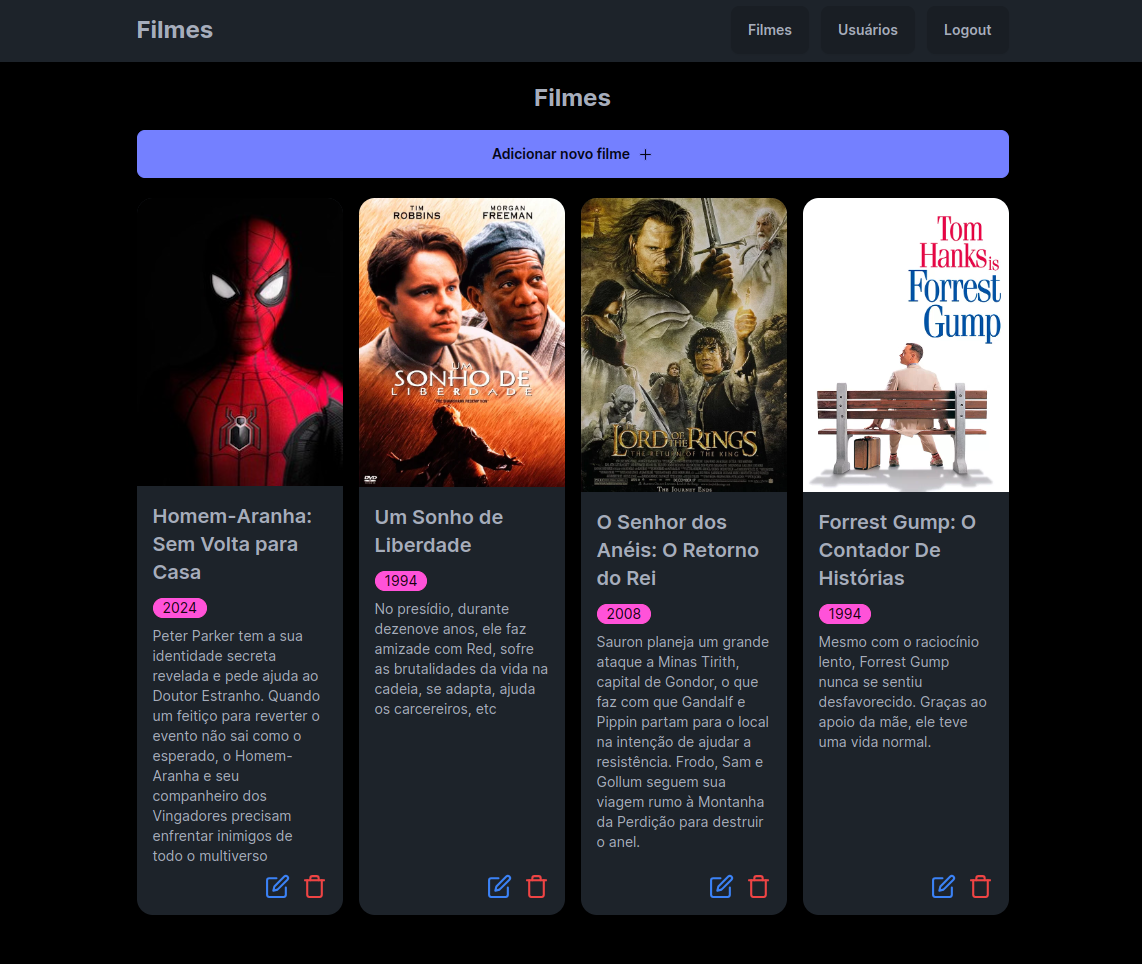 Filmes
Filmes
Usuários
Logout
Filmes
Adicionar novo filme
Homem-Aranha:
Sem Volta para
Casa
2024
Peter Parker tem a sua
identidade secreta
revelada e pede ajuda ao
Doutor Estranho. Quando
um feitiço para reverter o
evento não sai como o
esperado, o Homem-
Aranha e seu
companheiro dos
Vingadores precisam
enfrentar inimigos de
todo o multiverso
TIM
ROBBINS
MORGAN
FREEMAN
UM
SONHO DE
LIBERDADE
DVD
Um Sonho de
Liberdade
1994
No presídio, durante
dezenove anos, ele faz
amizade com Red, sofre
as brutalidades da vida na
cadeia, se adapta, ajuda
os carcereiros, etc
THE
LORD OF THE RINGS
THE RETURN OF THE KING
THE JOURNEY ENDS
O Senhor dos
Anéis: O Retorno
do Rei
2008
Sauron planeja um grande
ataque a Minas Tirith,
capital de Gondor, o que
faz com que Gandalf e
Pippin partam para o local
na intenção de ajudar a
resistência. Frodo, Sam e
Gollum seguem sua
viagem rumo à Montanha
da Perdição para destruir
o anel.
Tom
Hanks is
Forrest
Gump
Forrest Gump: O
Contador De
Histórias
1994
Mesmo com o raciocínio
lento, Forrest Gump
nunca se sentiu
desfavorecido. Graças ao
apoio da mãe, ele teve
uma vida normal.